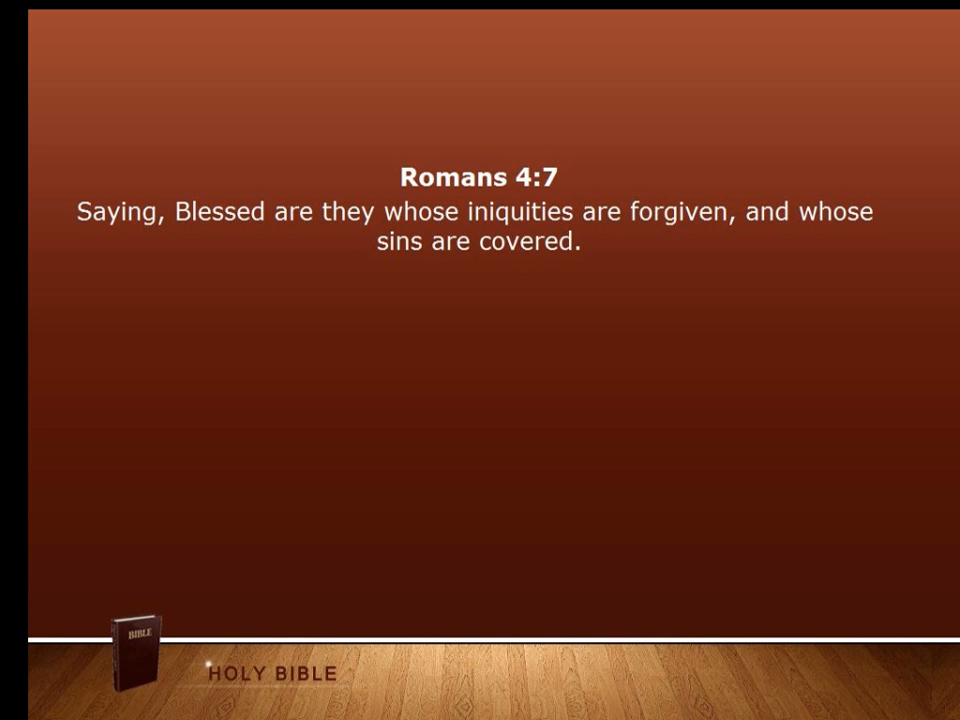 Romans 4:7
Saying, Blessed are they whose iniquities are forgiven, and whose
sins are covered.
BIBLE
HOLY BIBLE